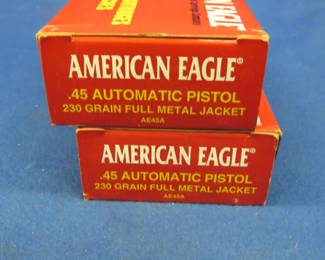 AMERICAN EAGLE®
.45 AUTOMATIC PISTOL
230 GRAIN FULL METAL JACKET
AE45A
AMERICAN EAGLE®
.45 AUTOMATIC PISTOL
230 GRAIN FULL METAL JACKET
AE45A